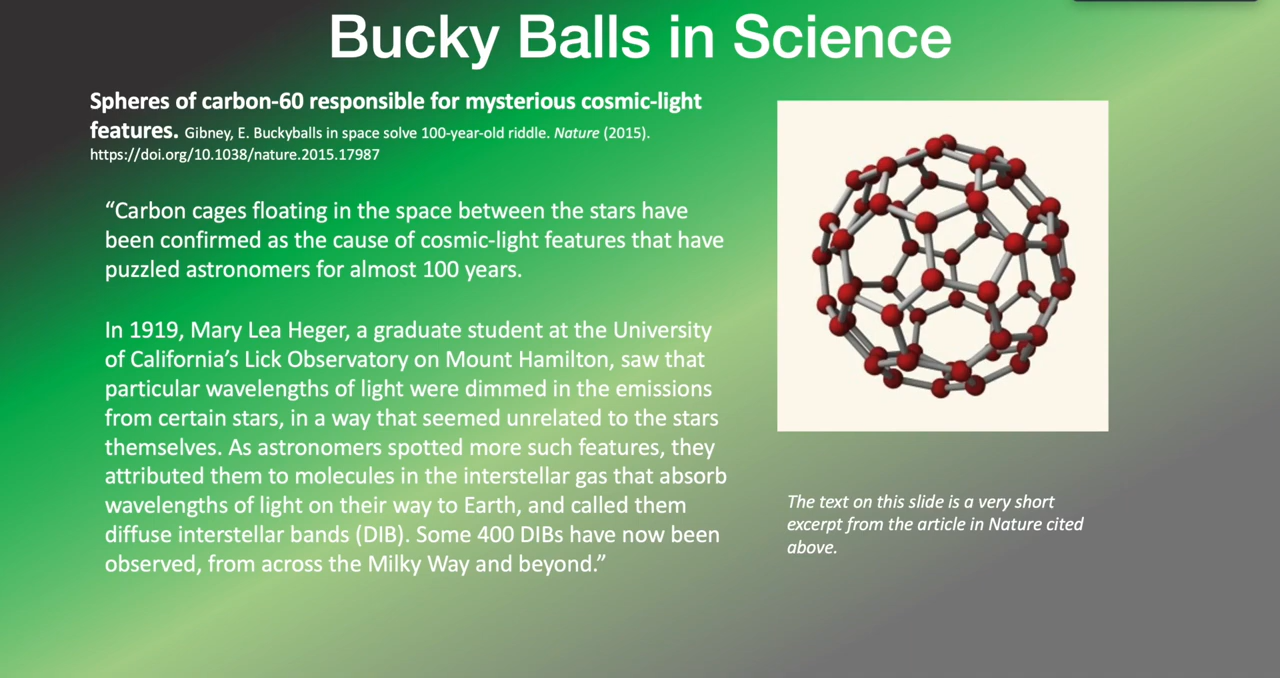 Bucky Balls in Science
Spheres of carbon-60 responsible for mysterious cosmic-light
features. Gibney, E. Buckyballs in space solve 100-year-old riddle. Nature (2015).
https://doi.org/10.1038/nature.2015.17987
“Carbon cages floating in the space between the stars have
been confirmed as the cause of cosmic-light features that have
puzzled astronomers for almost 100 years.
In 1919, Mary Lea Heger, a graduate student at the University
of California’s Lick Observatory on Mount Hamilton, saw that
particular wavelengths of light were dimmed in the emissions
from certain stars, in a way that seemed unrelated to the stars
themselves. As astronomers spotted more such features, they
attributed them to molecules in the interstellar gas that absorb
wavelengths of light on their way to Earth, and called them
diffuse interstellar bands (DIB). Some 400 DIBs have now been
observed, from across the Milky Way and beyond.”
The text on this slide is a very short
excerpt from the article in Nature cited
above.